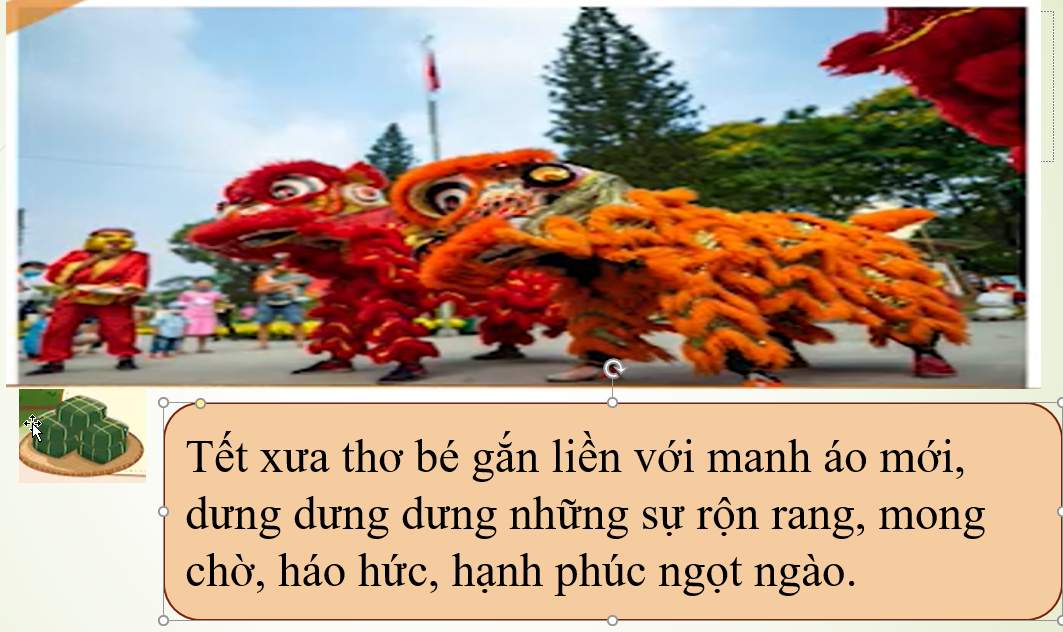 Tết xưa thơ bé gắn liền với manh áo mới,
dưng dưng dưng những sự rộn rang, mong
chờ, háo hức, hạnh phúc ngọt ngào.